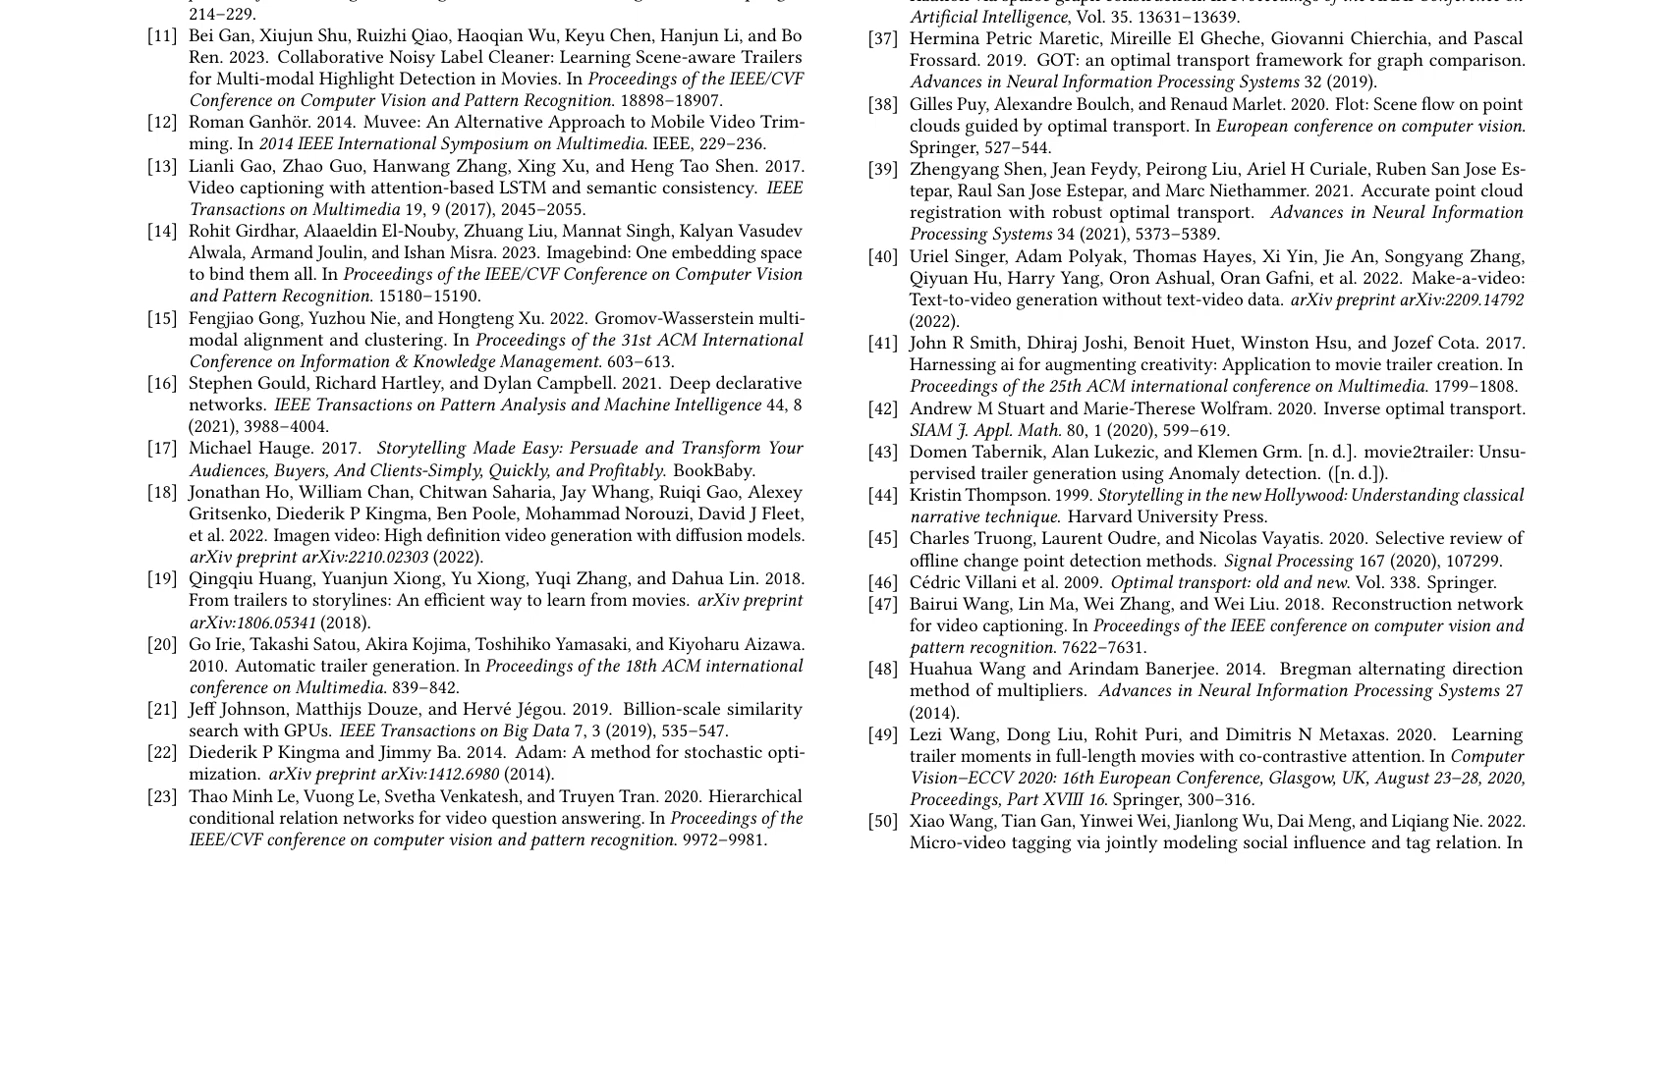 214–229.
[11] Bei Gan, Xiujun Shu, Ruizhi Qiao, Haoqian Wu, Keyu Chen, Hanjun Li, and Bo
Ren. 2023. Collaborative Noisy Label Cleaner: Learning Scene-aware Trailers
for Multi-modal Highlight Detection in Movies. In Proceedings of the IEEE/CVF
Conference on Computer Vision and Pattern Recognition. 18898–18907.
[12] Roman Ganhör. 2014. Muvee: An Alternative Approach to Mobile Video Trim-
ming. In 2014 IEEE International Symposium on Multimedia. IEEE, 229–236.
[13] Lianli Gao, Zhao Guo, Hanwang Zhang, Xing Xu, and Heng Tao Shen. 2017.
Video captioning with attention-based LSTM and semantic consistency. IEEE
Transactions on Multimedia 19, 9 (2017), 2045–2055.
[14] Rohit Girdhar, Alaaeldin El-Nouby, Zhuang Liu, Mannat Singh, Kalyan Vasudev
Alwala, Armand Joulin, and Ishan Misra. 2023. Imagebind: One embedding space
to bind them all. In Proceedings of the IEEE/CVF Conference on Computer Vision
and Pattern Recognition. 15180–15190.
[15] Fengjiao Gong, Yuzhou Nie, and Hongteng Xu. 2022. Gromov-Wasserstein multi-
modal alignment and clustering. In Proceedings of the 31st ACM International
Conference on Information & Knowledge Management. 603–613.
[16] Stephen Gould, Richard Hartley, and Dylan Campbell. 2021. Deep declarative
networks. IEEE Transactions on Pattern Analysis and Machine Intelligence 44, 8
(2021), 3988–4004.
[17] Michael Hauge. 2017. Storytelling Made Easy: Persuade and Transform Your
Audiences, Buyers, And Clients-Simply, Quickly, and Profitably. BookBaby.
[18] Jonathan Ho, William Chan, Chitwan Saharia, Jay Whang, Ruiqi Gao, Alexey
Gritsenko, Diederik P Kingma, Ben Poole, Mohammad Norouzi, David J Fleet,
et al. 2022. Imagen video: High definition video generation with diffusion models.
arXiv preprint arXiv:2210.02303 (2022).
[19] Qingqiu Huang, Yuanjun Xiong, Yu Xiong, Yuqi Zhang, and Dahua Lin. 2018.
From trailers to storylines: An efficient way to learn from movies. arXiv preprint
arXiv:1806.05341 (2018).
[20] Go Irie, Takashi Satou, Akira Kojima, Toshihiko Yamasaki, and Kiyoharu Aizawa.
2010. Automatic trailer generation. In Proceedings of the 18th ACM international
conference on Multimedia. 839–842.
[21] Jeff Johnson, Matthijs Douze, and Hervé Jégou. 2019. Billion-scale similarity
search with GPUs. IEEE Transactions on Big Data 7, 3 (2019), 535–547.
[22] Diederik P Kingma and Jimmy Ba. 2014. Adam: A method for stochastic opti-
mization. arXiv preprint arXiv:1412.6980 (2014).
[23] Thao Minh Le, Vuong Le, Svetha Venkatesh, and Truyen Tran. 2020. Hierarchical
conditional relation networks for video question answering. In Proceedings of the
IEEE/CVF conference on computer vision and pattern recognition. 9972–9981.
Artificial Intelligence, Vol. 35. 13631–13639.
[37] Hermina Petric Maretic, Mireille El Gheche, Giovanni Chierchia, and Pascal
Frossard. 2019. GOT: an optimal transport framework for graph comparison.
Advances in Neural Information Processing Systems 32 (2019).
[38] Gilles Puy, Alexandre Boulch, and Renaud Marlet. 2020. Flot: Scene flow on point
clouds guided by optimal transport. In European conference on computer vision.
Springer, 527–544.
[39] Zhengyang Shen, Jean Feydy, Peirong Liu, Ariel H Curiale, Ruben San Jose Es-
tepar, Raul San Jose Estepar, and Marc Niethammer. 2021. Accurate point cloud
registration with robust optimal transport. Advances in Neural Information
Processing Systems 34 (2021), 5373–5389.
[40] Uriel Singer, Adam Polyak, Thomas Hayes, Xi Yin, Jie An, Songyang Zhang,
Qiyuan Hu, Harry Yang, Oron Ashual, Oran Gafni, et al. 2022. Make-a-video:
Text-to-video generation without text-video data. arXiv preprint arXiv:2209.14792
(2022).
[41] John R Smith, Dhiraj Joshi, Benoit Huet, Winston Hsu, and Jozef Cota. 2017.
Harnessing ai for augmenting creativity: Application to movie trailer creation. In
Proceedings of the 25th ACM international conference on Multimedia. 1799–1808.
[42] Andrew M Stuart and Marie-Therese Wolfram. 2020. Inverse optimal transport.
SIAM J. Appl. Math. 80, 1 (2020), 599–619.
[43] Domen Tabernik, Alan Lukezic, and Klemen Grm. [n. d.]. movie2trailer: Unsu-
pervised trailer generation using Anomaly detection. ([n. d.]).
[44] Kristin Thompson. 1999. Storytelling in the new Hollywood: Understanding classical
narrative technique. Harvard University Press.
[45] Charles Truong, Laurent Oudre, and Nicolas Vayatis. 2020. Selective review of
offline change point detection methods. Signal Processing 167 (2020), 107299.
[46] Cédric Villani et al. 2009. Optimal transport: old and new. Vol. 338. Springer.
[47] Bairui Wang, Lin Ma, Wei Zhang, and Wei Liu. 2018. Reconstruction network
for video captioning. In Proceedings of the IEEE conference on computer vision and
pattern recognition. 7622–7631.
[48] Huahua Wang and Arindam Banerjee. 2014. Bregman alternating direction
method of multipliers. Advances in Neural Information Processing Systems 27
(2014).
[49] Lezi Wang, Dong Liu, Rohit Puri, and Dimitris N Metaxas. 2020. Learning
trailer moments in full-length movies with co-contrastive attention. In Computer
Vision–ECCV 2020: 16th European Conference, Glasgow, UK, August 23–28, 2020,
Proceedings, Part XVIII 16. Springer, 300–316.
[50] Xiao Wang, Tian Gan, Yinwei Wei, Jianlong Wu, Dai Meng, and Liqiang Nie. 2022.
Micro-video tagging via jointly modeling social influence and tag relation. In